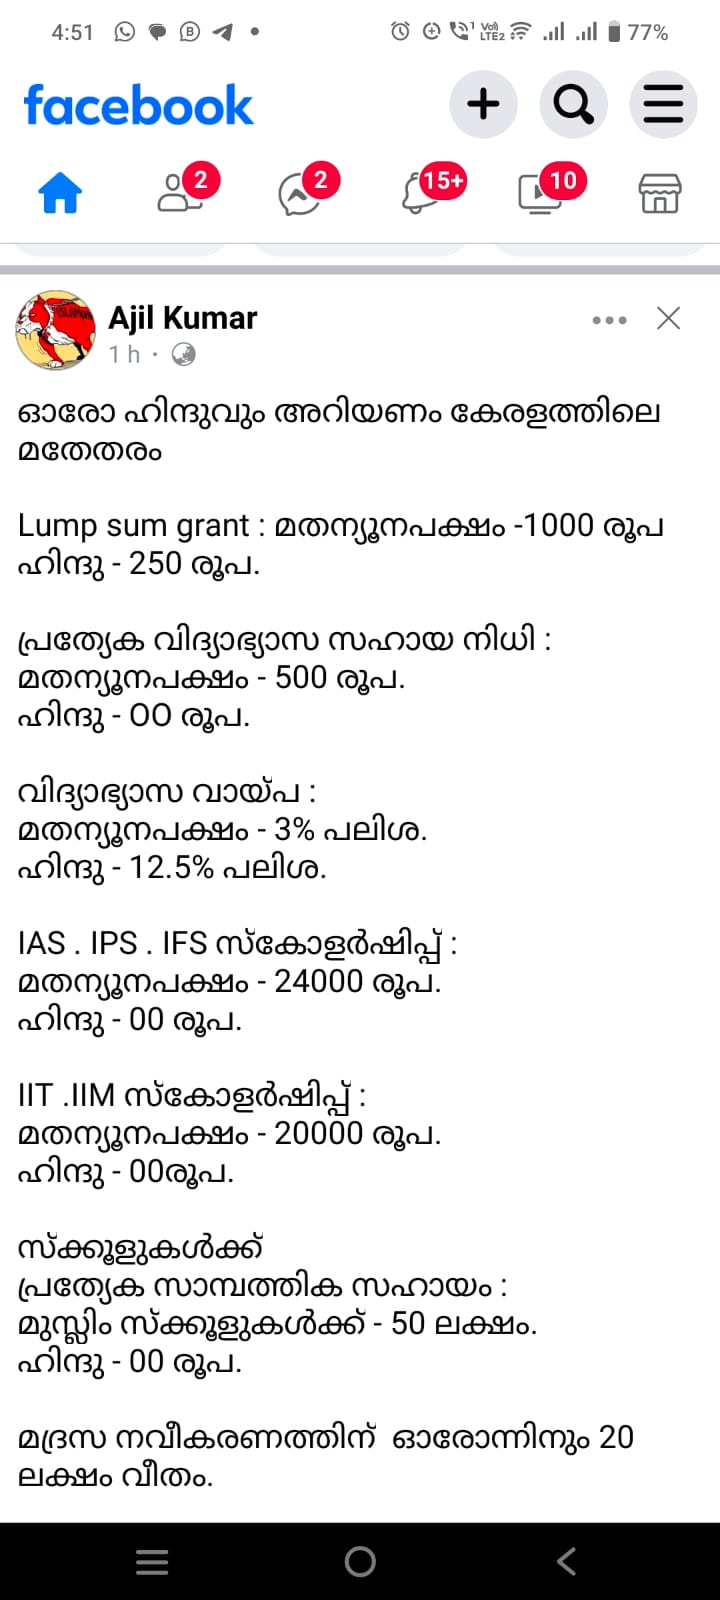 4:51
Vo) LTE2 77%
facebook
2 2 15+ 10
Ajil Kumar
1 h ·
ഓരോ ഹിന്ദുവും അറിയണം കേരളത്തിലെ
മതേതരം
Lump sum grant : മതന്യൂനപക്ഷം -1000 രൂപ
ഹിന്ദു - 250 രൂപ.
പ്രത്യേക വിദ്യാഭ്യാസ സഹായ നിധി :
മതന്യൂനപക്ഷം - 500 രൂപ.
ഹിന്ദു - OO രൂപ.
വിദ്യാഭ്യാസ വായ്പ :
മതന്യൂനപക്ഷം - 3% പലിശ.
ഹിന്ദു - 12.5% പലിശ.
IAS . IPS . IFS സ്കോളർഷിപ്പ് :
മതന്യൂനപക്ഷം - 24000 രൂപ.
ഹിന്ദു - 00 രൂപ.
IIT .IIM സ്കോളർഷിപ്പ് :
മതന്യൂനപക്ഷം - 20000 രൂപ.
ഹിന്ദു - 00രൂപ.
സ്ക്കൂളുകൾക്ക്
പ്രത്യേക സാമ്പത്തിക സഹായം :
മുസ്ലിം സ്ക്കൂളുകൾക്ക് - 50 ലക്ഷം.
ഹിന്ദു - 00 രൂപ.
മദ്രസ നവീകരണത്തിന് ഓരോന്നിനും 20
ലക്ഷം വീതം.